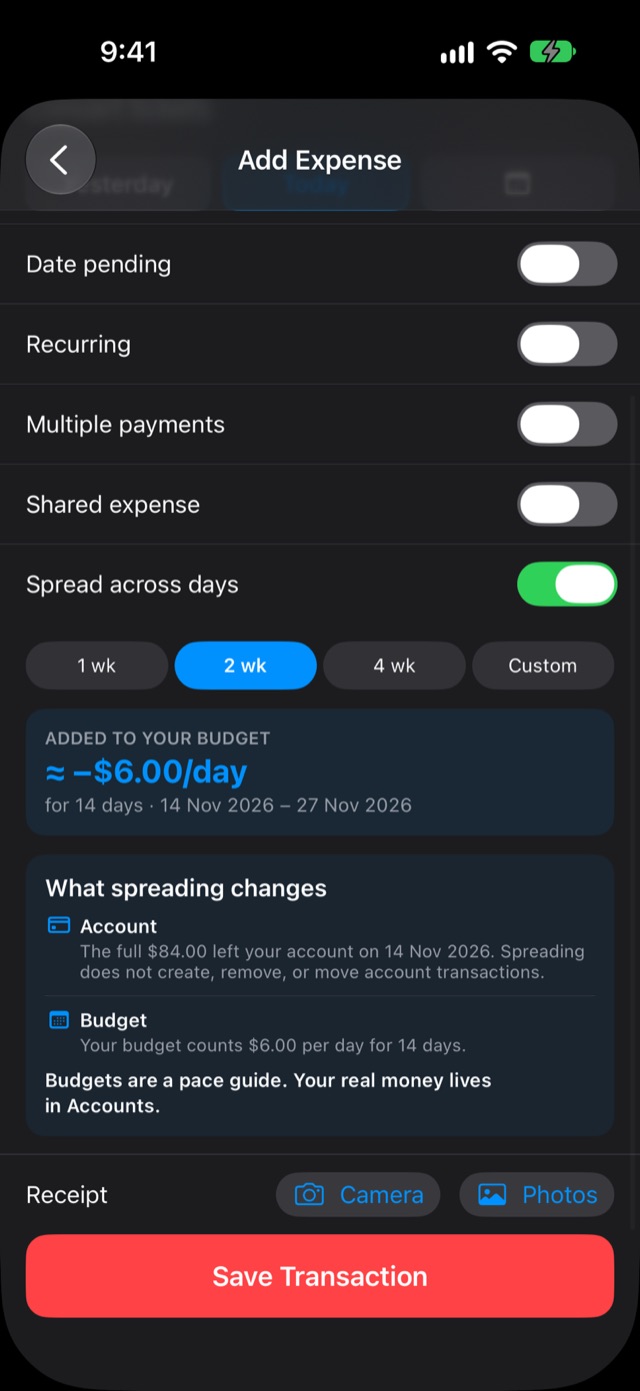 9:41
Add Expense
Date pending
Recurring
Multiple payments
Shared expense
Spread across days
1 wk
2 wk
4 wk
Custom
ADDED TO YOUR BUDGET
≈ −$6.00/day
for 14 days · 14 Nov 2026 – 27 Nov 2026
What spreading changes
Account
The full $84.00 left your account on 14 Nov 2026. Spreading
does not create, remove, or move account transactions.
Budget
Your budget counts $6.00 per day for 14 days.
Budgets are a pace guide. Your real money lives
in Accounts.
Receipt
Camera
Photos
Save Transaction